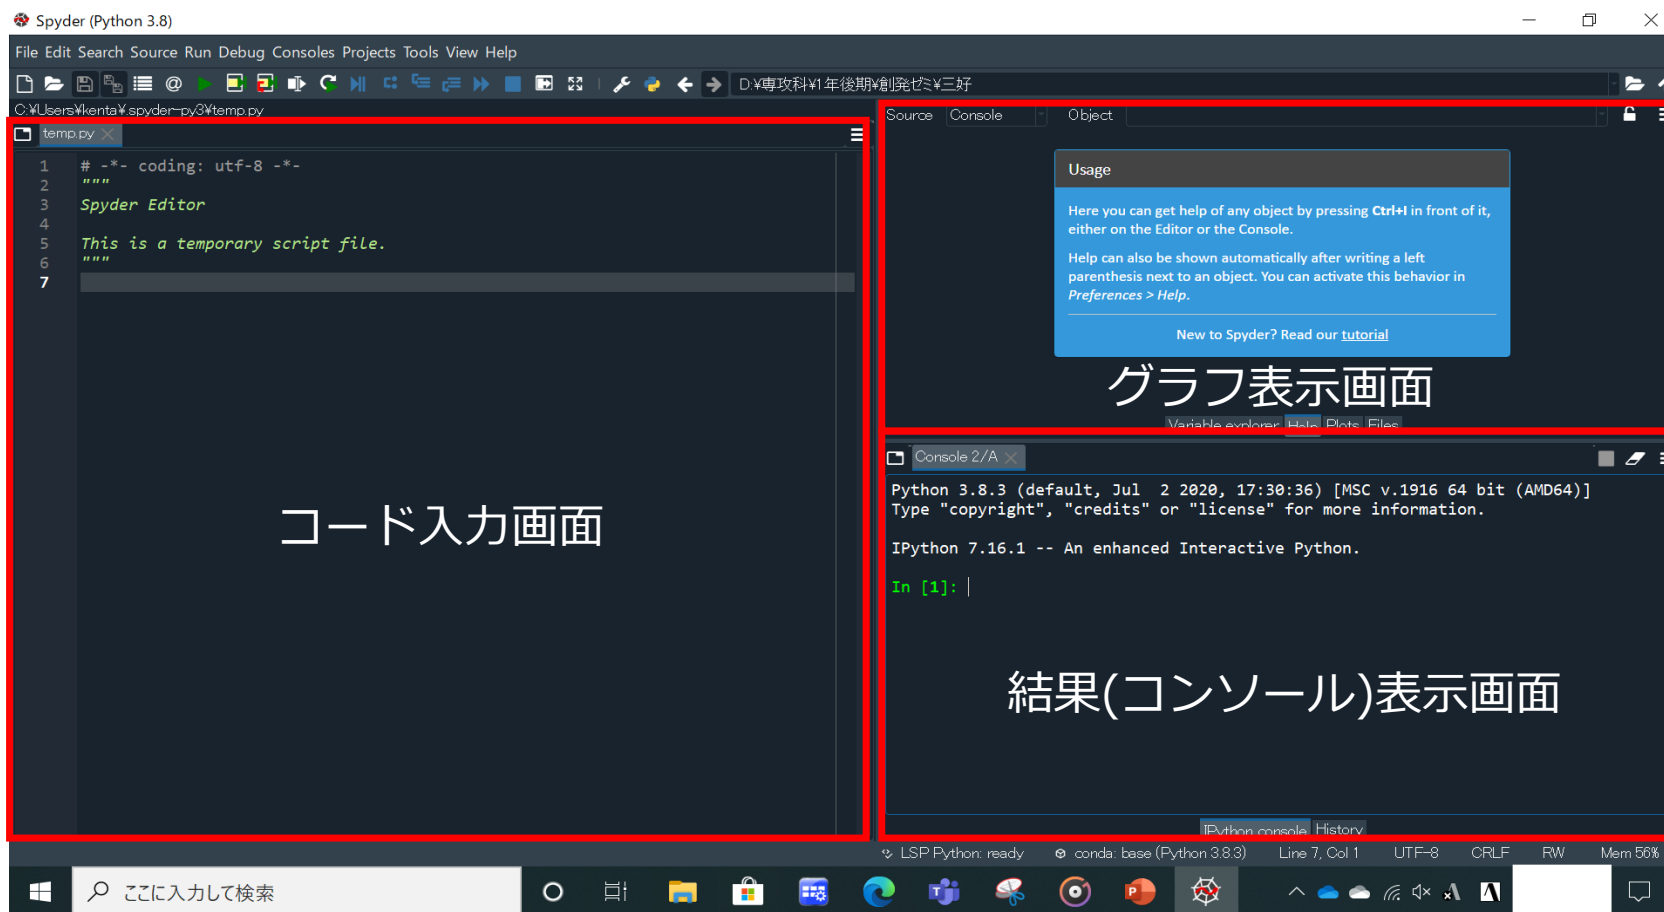 Spyder (Python 3.8)
File Edit Search Source Run Debug Consoles Projects Tools View Help
D:¥専攻科¥1年後期¥創発ゼミ¥三好
C:¥Users¥kenta¥.spyder-py3¥temp.py
temp.py
1 # -*- coding: utf-8 -*-
2 """
3 Spyder Editor
4
5 This is a temporary script file.
6 """
7
コード入力画面
Source Console Object
Usage
Here you can get help of any object by pressing Ctrl+I in front of it,
either on the Editor or the Console.
Help can also be shown automatically after writing a left
parenthesis next to an object. You can activate this behavior in
Preferences > Help.
New to Spyder? Read our tutorial
グラフ表示画面
Variable explorer Help Plots Files
Console 2/A
Python 3.8.3 (default, Jul  2 2020, 17:30:36) [MSC v.1916 64 bit (AMD64)]
Type "copyright", "credits" or "license" for more information.
IPython 7.16.1 -- An enhanced Interactive Python.
In [1]:
結果(コンソール)表示画面
IPython console History
LSP Python: ready conda: base (Python 3.8.3) Line 7, Col 1 UTF-8 CRLF RW Mem 56%
ここに入力して検索